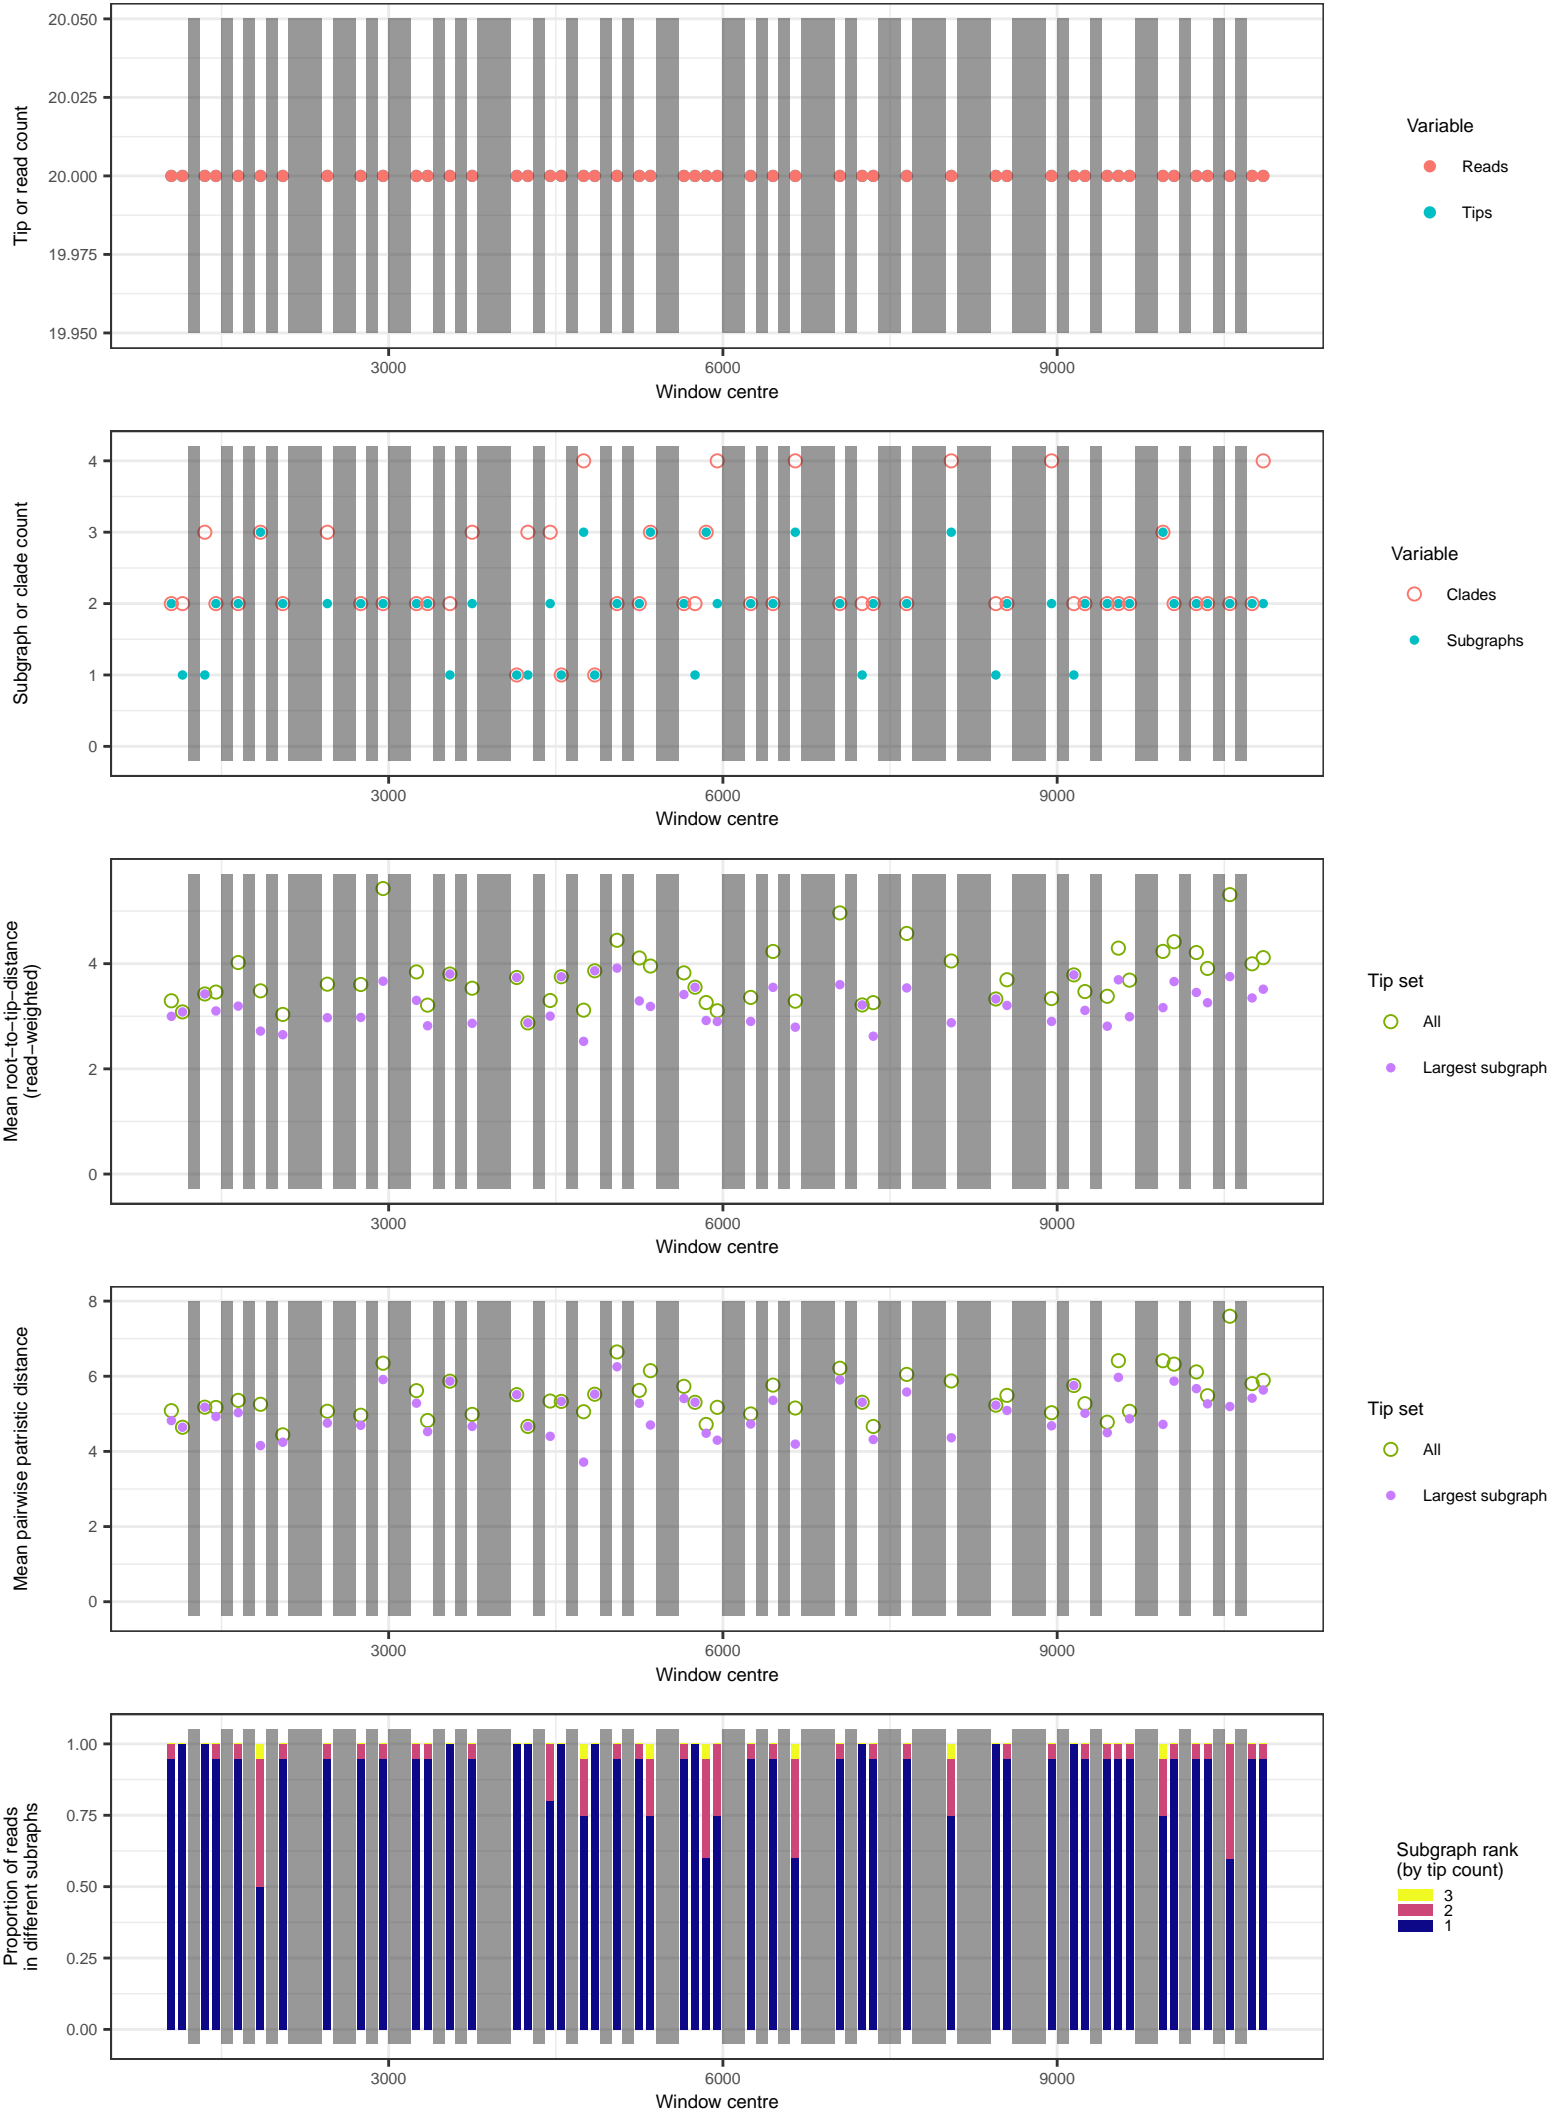 Tip or read count
20.050
20.025
20.000
19.975
19.950
3000 6000 9000
Window centre
Variable
Reads
Tips
Subgraph or clade count
4
3
2
1
0
3000 6000 9000
Window centre
Variable
Clades
Subgraphs
Mean root−to−tip−distance
(read−weighted)
4
2
0
3000 6000 9000
Window centre
Tip set
All
Largest subgraph
Mean pairwise patristic distance
8
6
4
2
0
3000 6000 9000
Window centre
Tip set
All
Largest subgraph
Proportion of reads
in different subraphs
1.00
0.75
0.50
0.25
0.00
3000 6000 9000
Window centre
Subgraph rank
(by tip count)
3
2
1